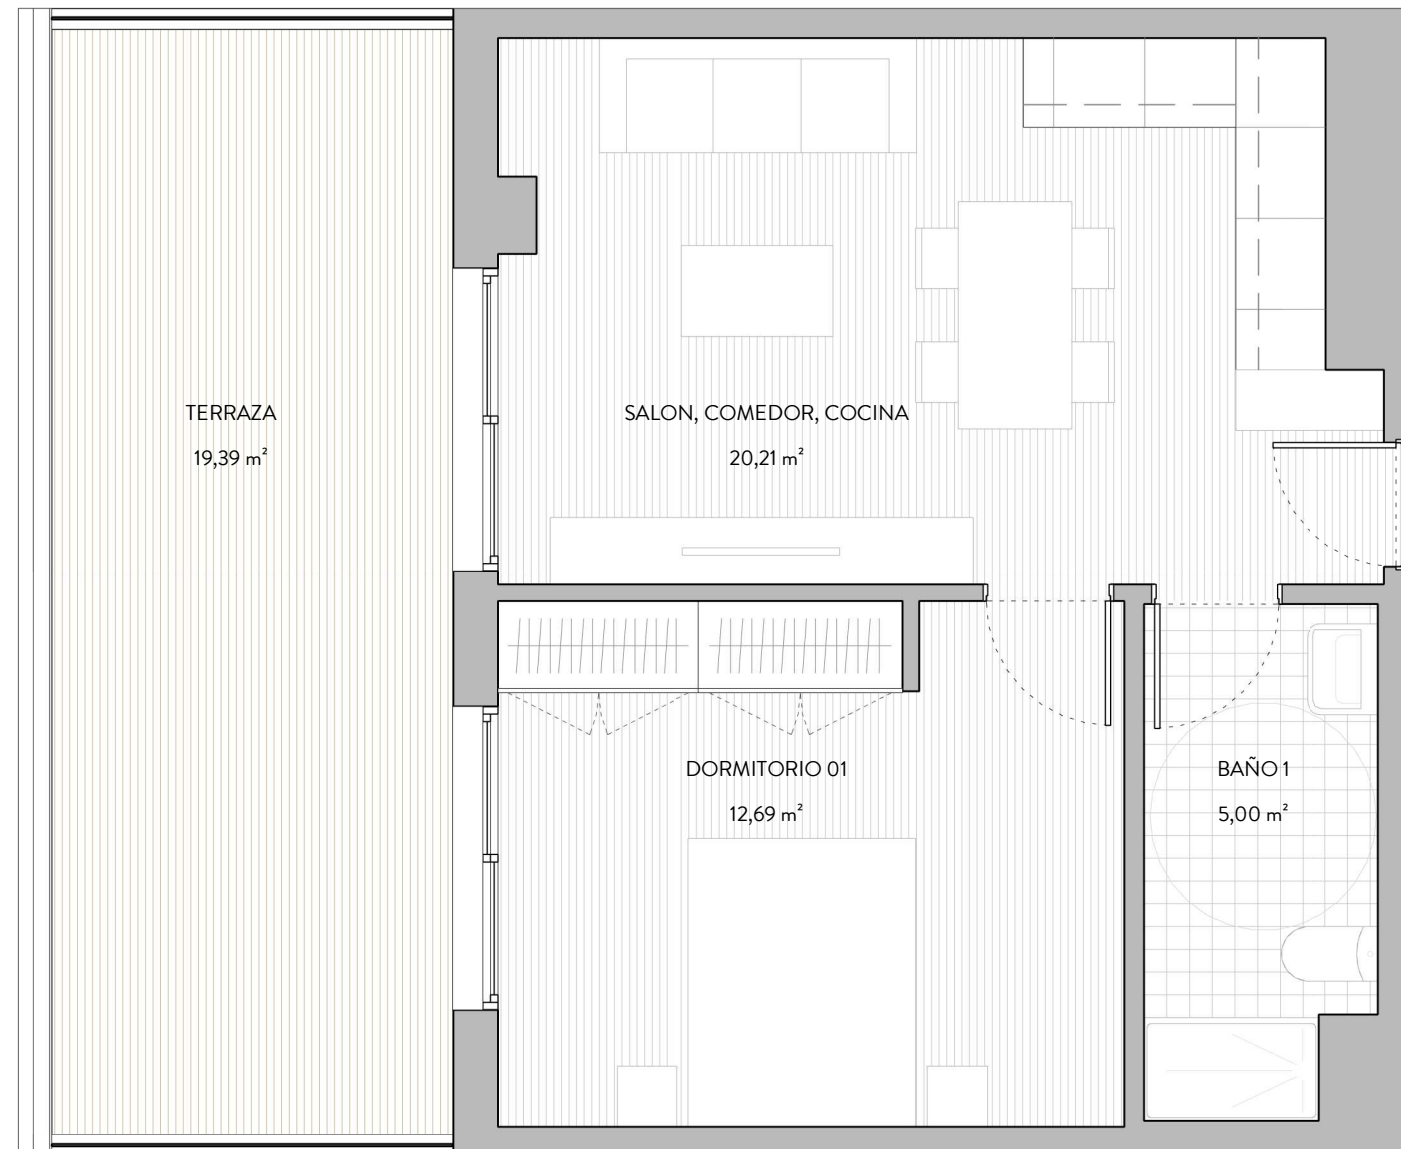 TERRAZA
19,39 m²
SALON, COMEDOR, COCINA
20,21 m²
DORMITORIO 01
12,69 m²
BAÑO 1
5,00 m²